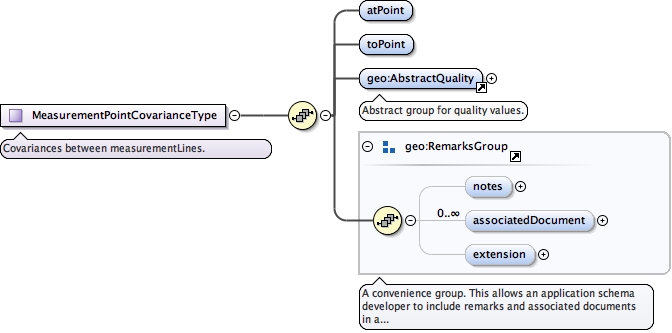 atPoint
toPoint
geo:AbstractQuality
Abstract group for quality values.
MeasurementPointCovarianceType
Covariances between measurementLines.
geo:RemarksGroup
notes
0..∞
associatedDocument
extension
A convenience group. This allows an application schema
developer to include remarks and associated documents
in a...